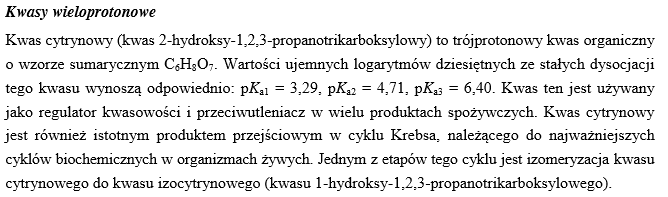 Kwasy wieloprotonowe
Kwas cytrynowy (kwas 2-hydroksy-1,2,3-propanotrikarboksylowy) to trójprotonowy kwas organiczny
o wzorze sumarycznym C₆H₈O₇. Wartości ujemnych logarytmów dziesiętnych ze stałych dysocjacji
tego kwasu wynoszą odpowiednio: pKₐ₁ = 3,29, pKₐ₂ = 4,71, pKₐ₃ = 6,40. Kwas ten jest używany
jako regulator kwasowości i przeciwutleniacz w wielu produktach spożywczych. Kwas cytrynowy
jest również istotnym produktem przejściowym w cyklu Krebsa, należącego do najważniejszych
cyklów biochemicznych w organizmach żywych. Jednym z etapów tego cyklu jest izomeryzacja kwasu
cytrynowego do kwasu izocytrynowego (kwasu 1-hydroksy-1,2,3-propanotrikarboksylowego).